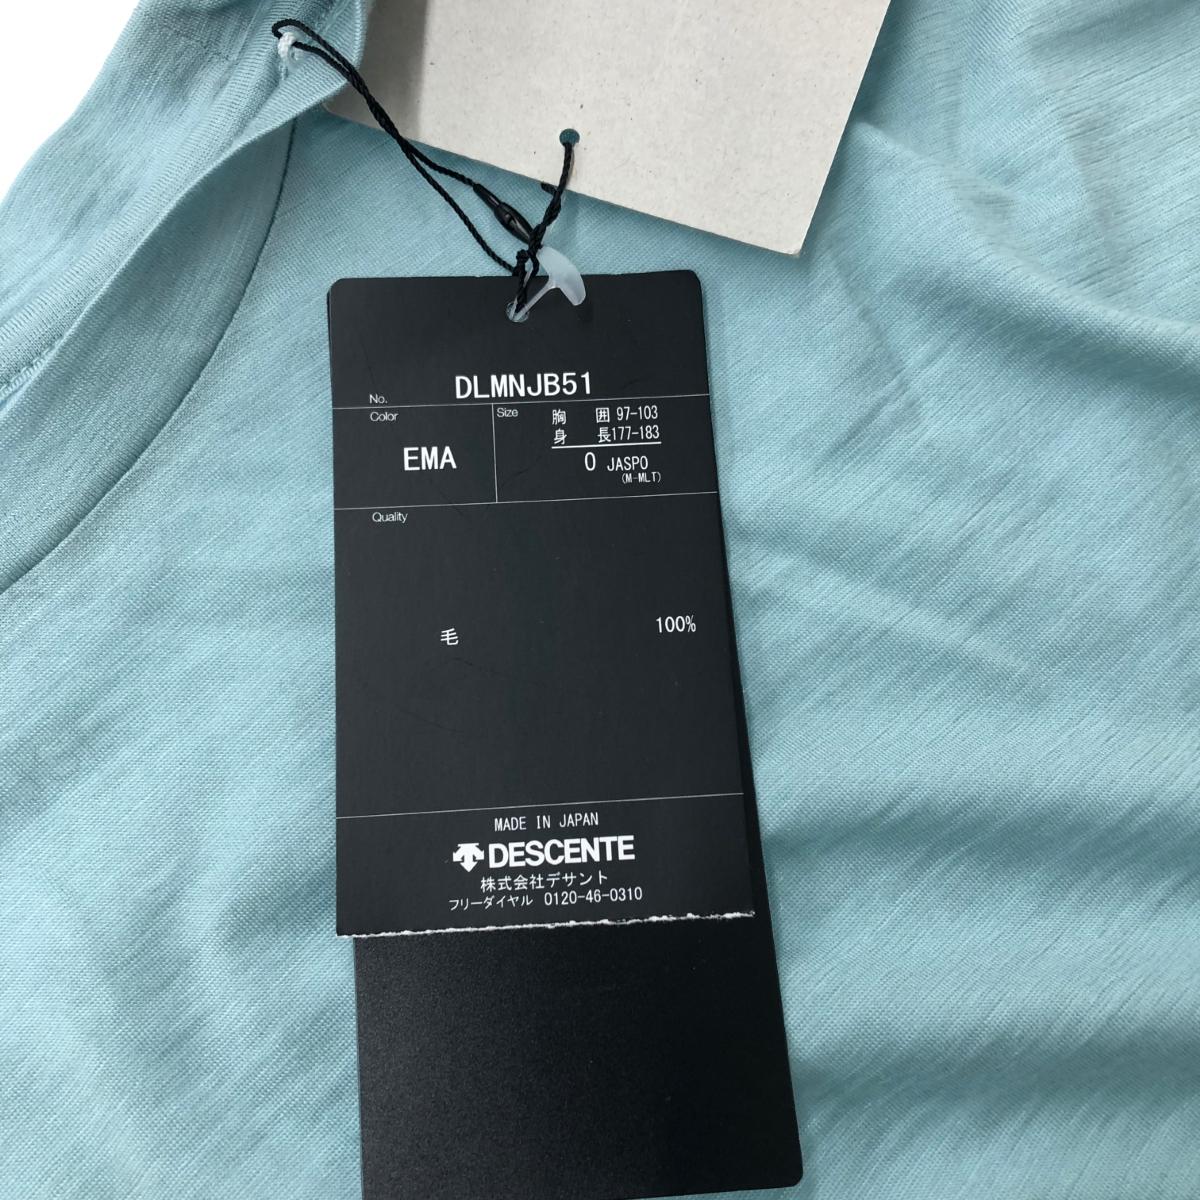 No. DLMNJB51
Color EMA
Size 胸 囲 97-103
身 長177-183
0 JASPO
(M-MLT)
Quality
毛 100%
MADE IN JAPAN
DESCENTE
株式会社デサント
フリーダイヤル 0120-46-0310